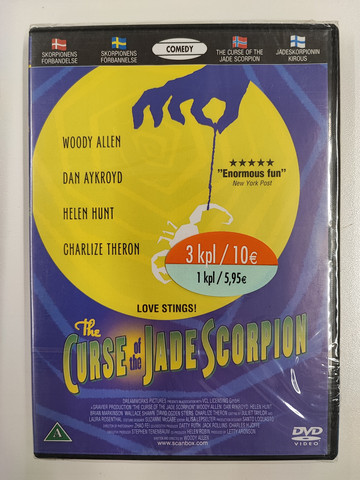 SKORPIONENS
FORBANDELSE
SKORPIONENS
FÖRBANNELSE
COMEDY
THE CURSE OF THE
JADE SCORPION
JADESKORPIONIN
KIROUS
WOODY ALLEN
DAN AYKROYD
HELEN HUNT
CHARLIZE THERON
★★★★★
"Enormous fun"
New York Post
3 kpl / 10€
1 kpl / 5,95€
LOVE STINGS!
The
CURSE of the JADE SCORPION
A
WOODY ALLEN
www.scanbox.com
DVD
VIDEO